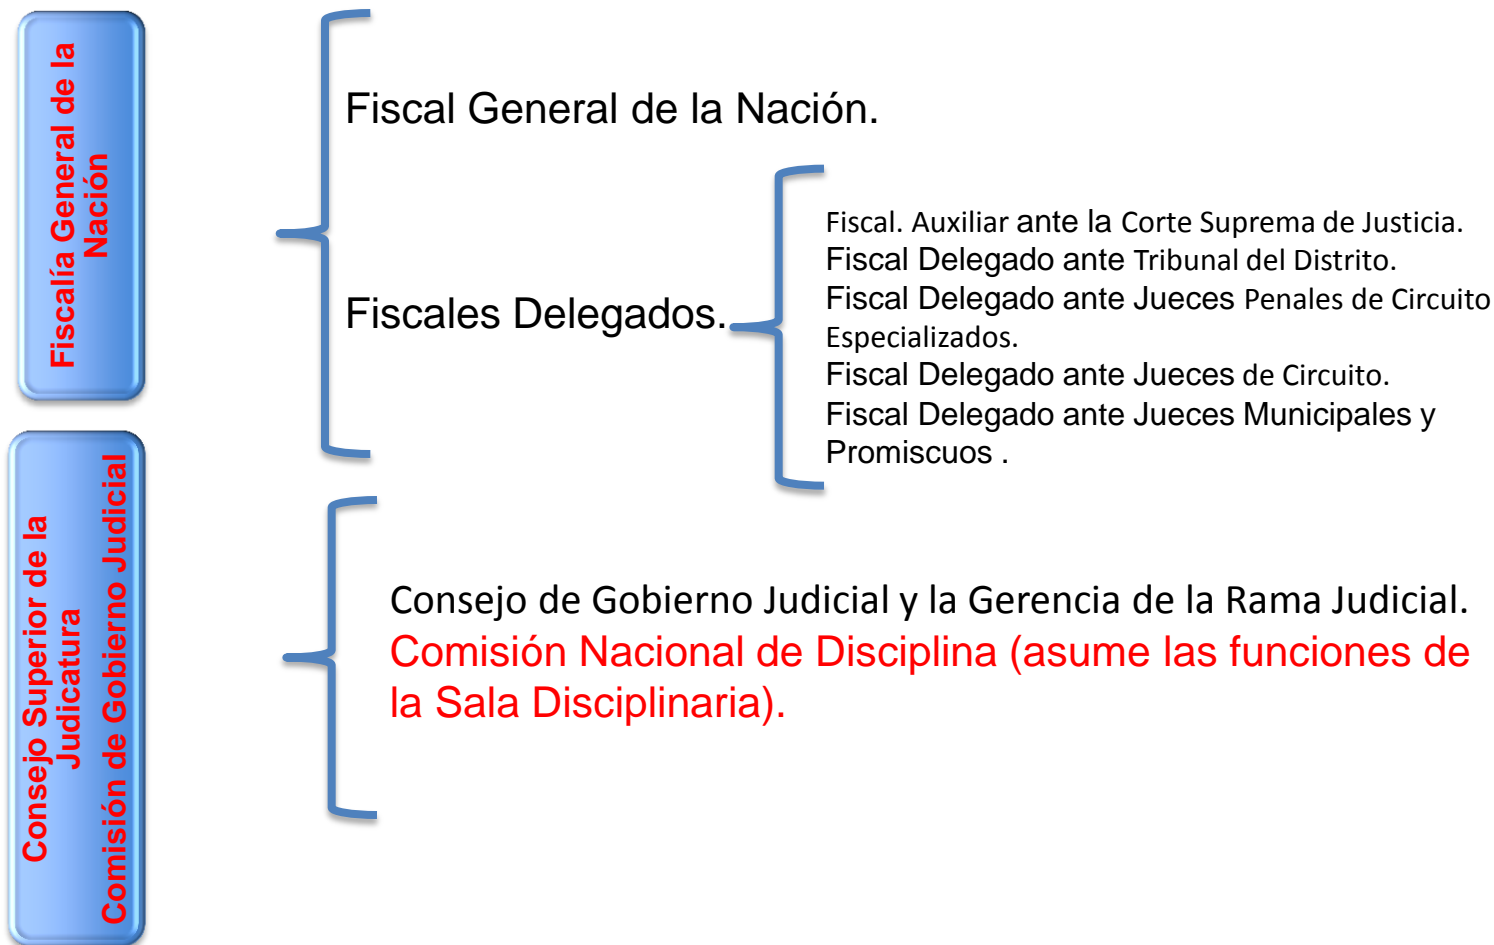 Fiscalía General de la
Nación
Fiscal General de la Nación.
Fiscales Delegados.
Fiscal. Auxiliar ante la Corte Suprema de Justicia.
Fiscal Delegado ante Tribunal del Distrito.
Fiscal Delegado ante Jueces Penales de Circuito
Especializados.
Fiscal Delegado ante Jueces de Circuito.
Fiscal Delegado ante Jueces Municipales y
Promiscuos .
Consejo Superior de la
Judicatura
Comisión de Gobierno Judicial
Consejo de Gobierno Judicial y la Gerencia de la Rama Judicial.
Comisión Nacional de Disciplina (asume las funciones de
la Sala Disciplinaria).